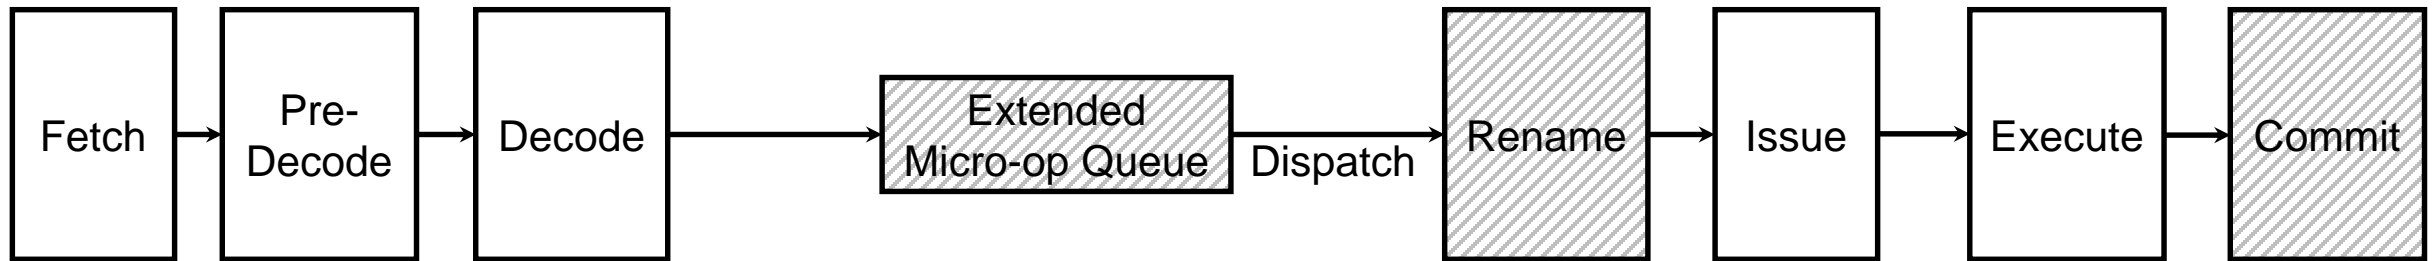 Fetch
Pre-
Decode
Decode
Extended
Micro-op Queue
Dispatch
Rename
Issue
Execute
Commit